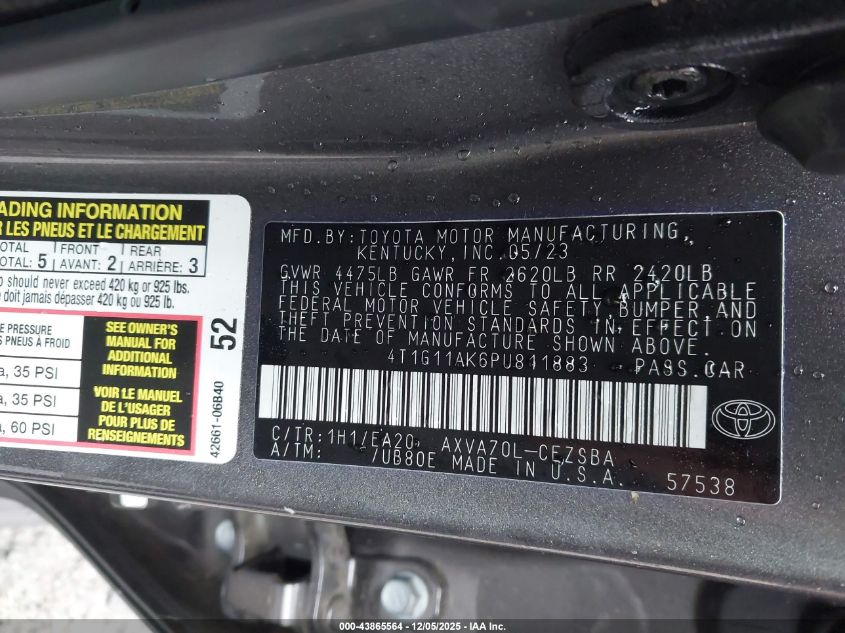 ADING INFORMATION
R LES PNEUS ET LE CHARGEMENT
TOTAL FRONT REAR
TOTAL: 5 AVANT: 2 ARRIÈRE: 3
o should never exceed 420 kg or 925 lbs.
e doit jamais dépasser 420 kg ou 925 lb.
E PRESSURE
S PNEUS À FROID
a, 35 PSI
a, 35 PSI
a, 60 PSI
SEE OWNER'S
MANUAL FOR
ADDITIONAL
INFORMATION
VOIR LE MANUEL
DE L'USAGER
POUR PLUS DE
RENSEIGNEMENTS
52
42661-06B40
MFD.BY:TOYOTA MOTOR MANUFACTURING,
KENTUCKY, INC.05/23
GVWR 4475LB GAWR FR 2620LB RR 2420LB
THIS VEHICLE CONFORMS TO ALL APPLICABLE
FEDERAL MOTOR VEHICLE SAFETY, BUMPER, AND
THEFT PREVENTION STANDARDS IN EFFECT ON
THE DATE OF MANUFACTURE SHOWN ABOVE.
4T1G11AK6PU811883 PASS.CAR
C/TR:1H1/EA20 AXVA70L-CEZSBA
A/TM: /UB80E MADE IN U.S.A.
57538
000-43865564 - 12/05/2025 - IAA Inc.